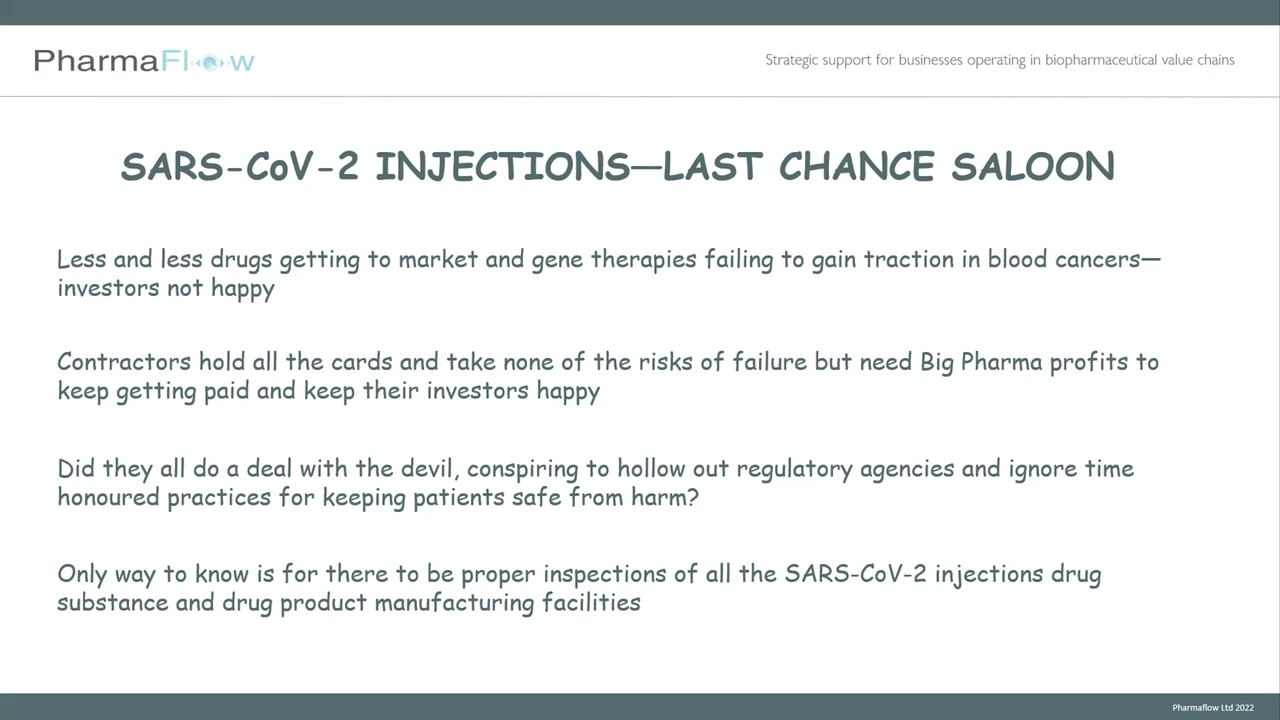 PharmaFlow
Strategic support for businesses operating in biopharmaceutical value chains
SARS-CoV-2 INJECTIONS—LAST CHANCE SALOON
Less and less drugs getting to market and gene therapies failing to gain traction in blood cancers—
investors not happy
Contractors hold all the cards and take none of the risks of failure but need Big Pharma profits to
keep getting paid and keep their investors happy
Did they all do a deal with the devil, conspiring to hollow out regulatory agencies and ignore time
honoured practices for keeping patients safe from harm?
Only way to know is for there to be proper inspections of all the SARS-CoV-2 injections drug
substance and drug product manufacturing facilities
Pharmaflow Ltd 2022